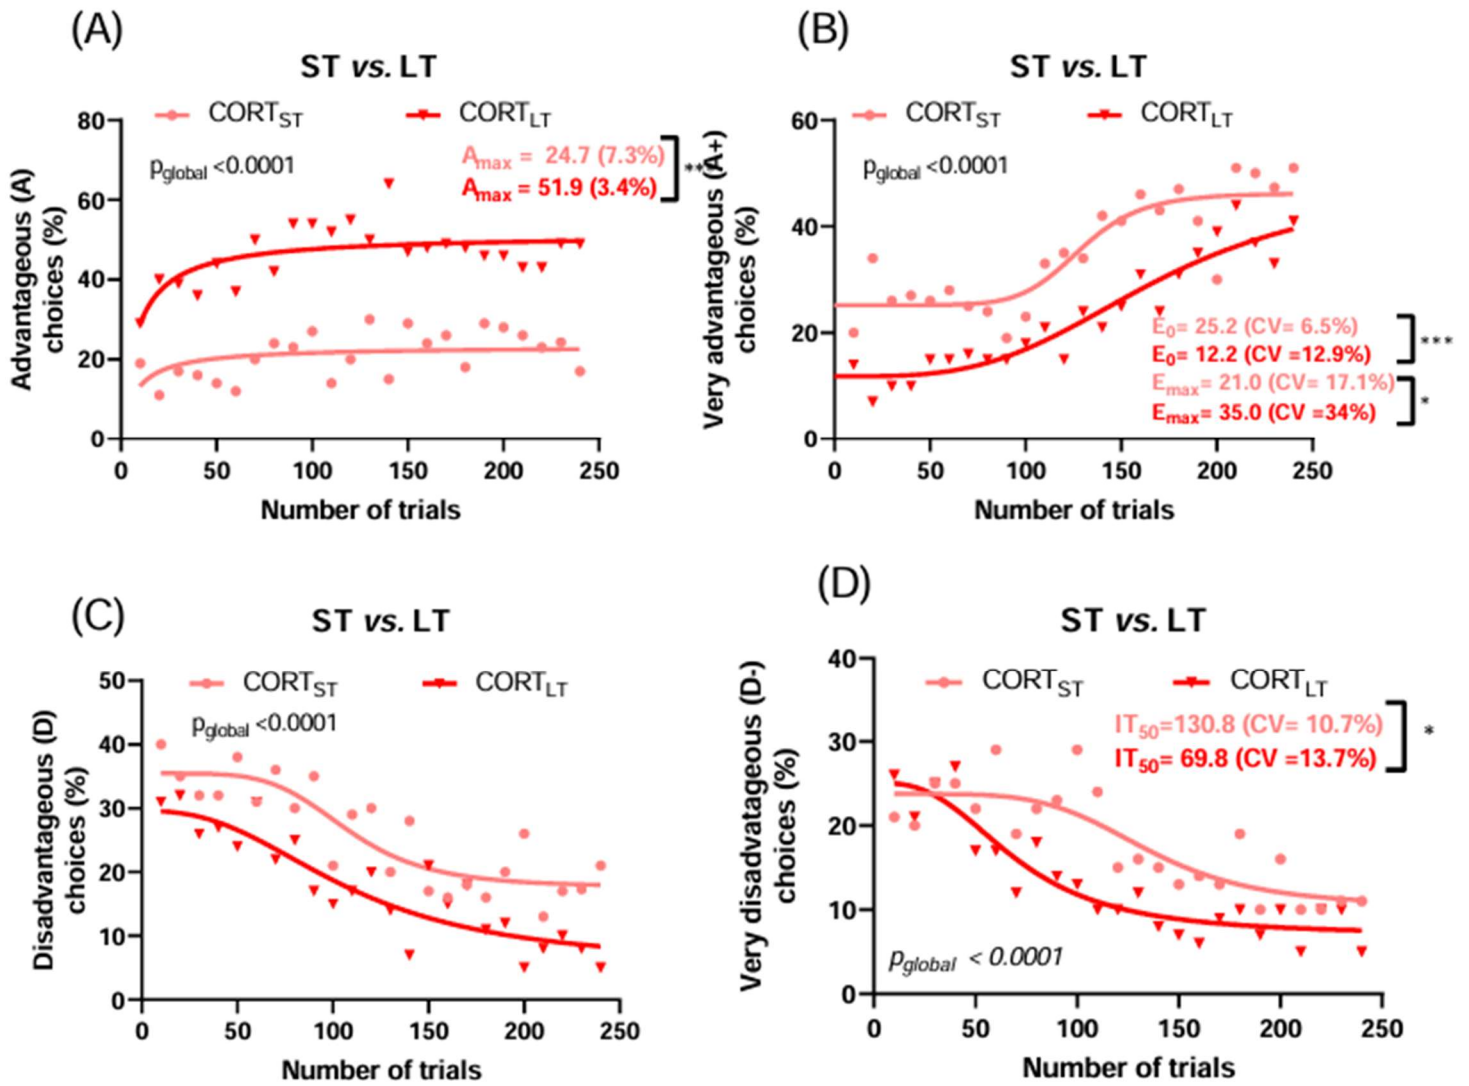 (A)
ST vs. LT
CORTST
CORTLT
pglobal <0.0001
Amax = 24.7 (7.3%)
Amax = 51.9 (3.4%)
Advantageous (A)
choices (%)
80
60
40
20
0
0 50 100 150 200 250
Number of trials
(B)
ST vs. LT
CORTST
CORTLT
pglobal <0.0001
Very advantageous (A+)
choices (%)
60
40
20
0
E0= 25.2 (CV= 6.5%)
E0= 12.2 (CV =12.9%)
***
Emax= 21.0 (CV= 17.1%)
Emax= 35.0 (CV =34%)
*
0 50 100 150 200 250
Number of trials
(C)
ST vs. LT
CORTST
CORTLT
pglobal <0.0001
Disadvantageous (D)
choices (%)
50
40
30
20
10
0
0 50 100 150 200 250
Number of trials
(D)
ST vs. LT
CORTST
CORTLT
IT50=130.8 (CV= 10.7%)
IT50= 69.8 (CV =13.7%)
*
Very disadvatageous (D-)
choices (%)
40
30
20
10
0
pglobal < 0.0001
0 50 100 150 200 250
Number of trials